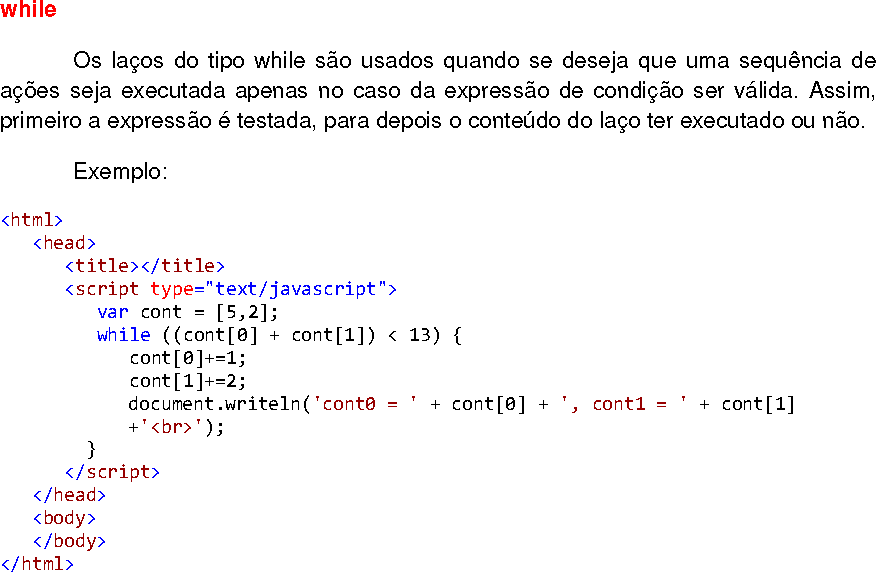 while
Os laços do tipo while são usados quando se deseja que uma sequência de
ações seja executada apenas no caso da expressão de condição ser válida. Assim,
primeiro a expressão é testada, para depois o conteúdo do laço ter executado ou não.
Exemplo:
<html>
<head>
<title></title>
<script type="text/javascript">
var cont = [5,2];
while ((cont[0] + cont[1]) < 13) {
cont[0]+=1;
cont[1]+=2;
document.writeln('cont0 = ' + cont[0] + ', cont1 = ' + cont[1]
+'<br>');
}
</script>
</head>
<body>
</body>
</html>